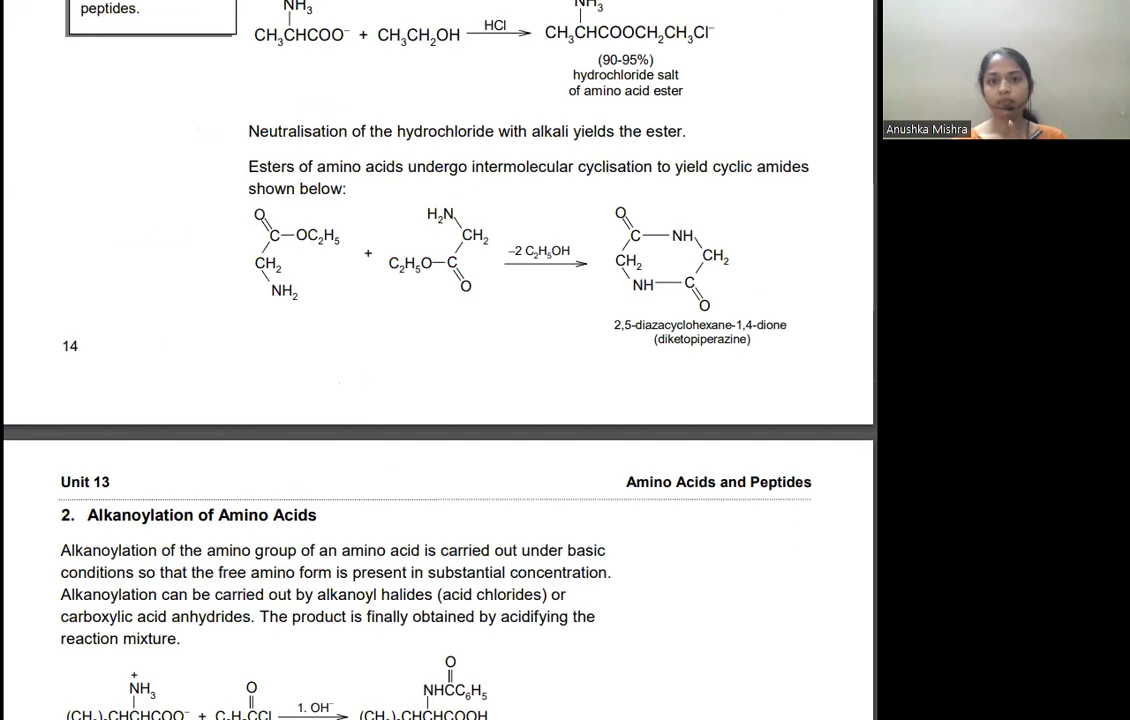 peptides.
NH₃ NH₃
CH₃CHCOO⁻ + CH₃CH₂OH HCl CH₃CHCOOCH₂CH₃Cl⁻
(90-95%)
hydrochloride salt
of amino acid ester
Anushka Mishra
Neutralisation of the hydrochloride with alkali yields the ester.
Esters of amino acids undergo intermolecular cyclisation to yield cyclic amides
shown below:
O H₂N O
C–OC₂H₅ CH₂ C NH
+ –2 C₂H₅OH
CH₂ C₂H₅O–C CH₂ CH₂
NH₂ O NH C
O
2,5-diazacyclohexane-1,4-dione
(diketopiperazine)
14
Unit 13 Amino Acids and Peptides
2. Alkanoylation of Amino Acids
Alkanoylation of the amino group of an amino acid is carried out under basic
conditions so that the free amino form is present in substantial concentration.
Alkanoylation can be carried out by alkanoyl halides (acid chlorides) or
carboxylic acid anhydrides. The product is finally obtained by acidifying the
reaction mixture.
+ O
NH₃ O NHCC₆H₅
(CH₃)₂CHCHCOO⁻ + C₆H₅CCl 1. OH⁻ (CH₃)₂CHCHCOOH